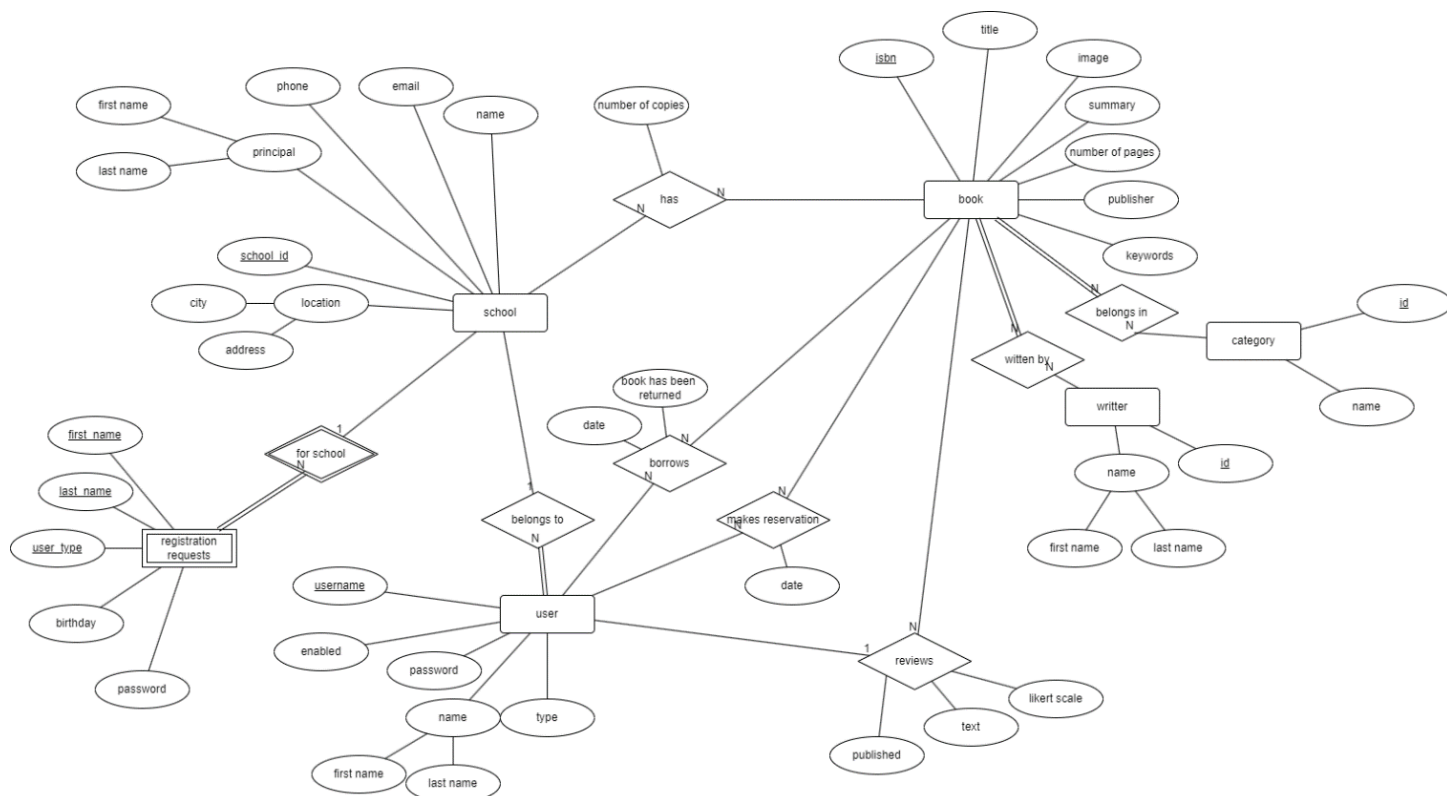 title
isbn
image
phone
email
first name
number of copies
summary
name
principal
number of pages
last name
N
has
N
book
publisher
school_id
keywords
city
location
school
N
belongs in
N
id
address
category
N
witten by
N
book has been
returned
writter
name
date
first_name
1
for school
N
N
borrows
N
name
id
last_name
1
N
makes reservation
N
belongs to
N
user_type
registration
requests
first name
last name
username
date
user
birthday
N
enabled
password
1
reviews
password
likert scale
name
type
text
published
first name
last name